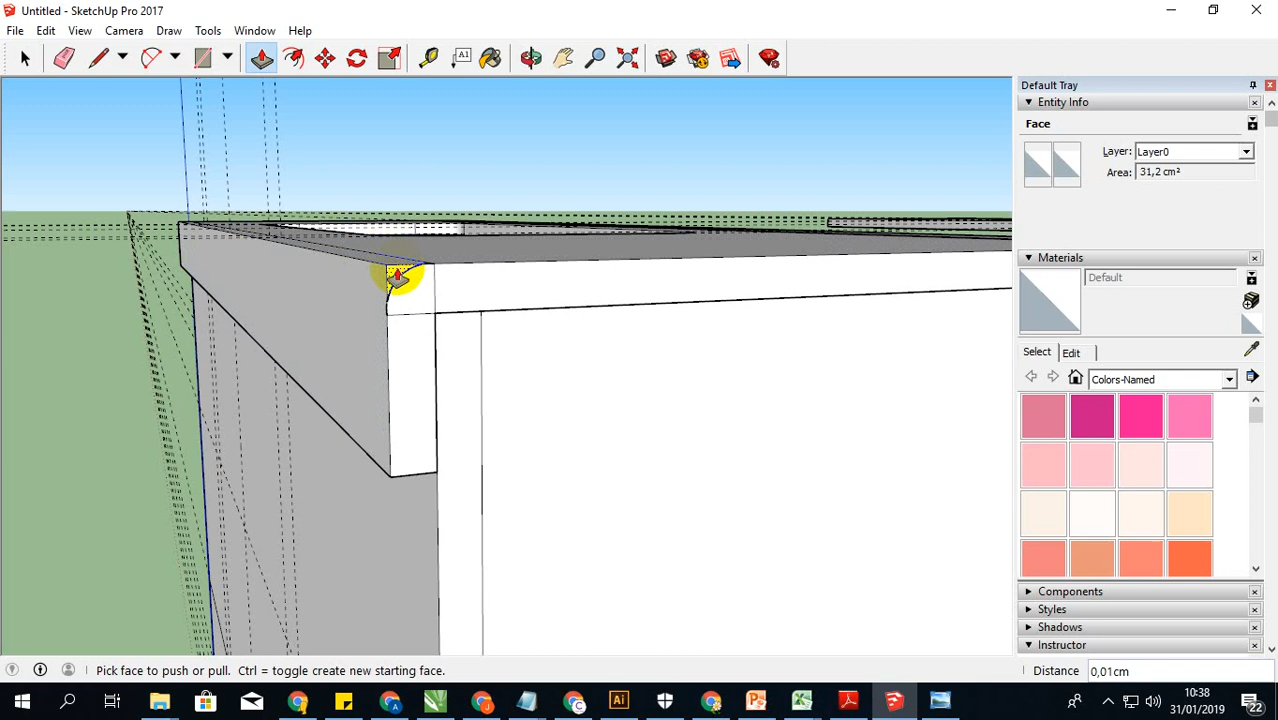 Untitled - SketchUp Pro 2017
File Edit View Camera Draw Tools Window Help
A1
Default Tray
Entity Info
Face
Layer: Layer0
Area: 31,2 cm²
Materials
Default
Select Edit
Colors-Named
Components
Styles
Shadows
Instructor
Pick face to push or pull. Ctrl = toggle create new starting face.
Distance 0,01cm
Ai
10:38
31/01/2019
22